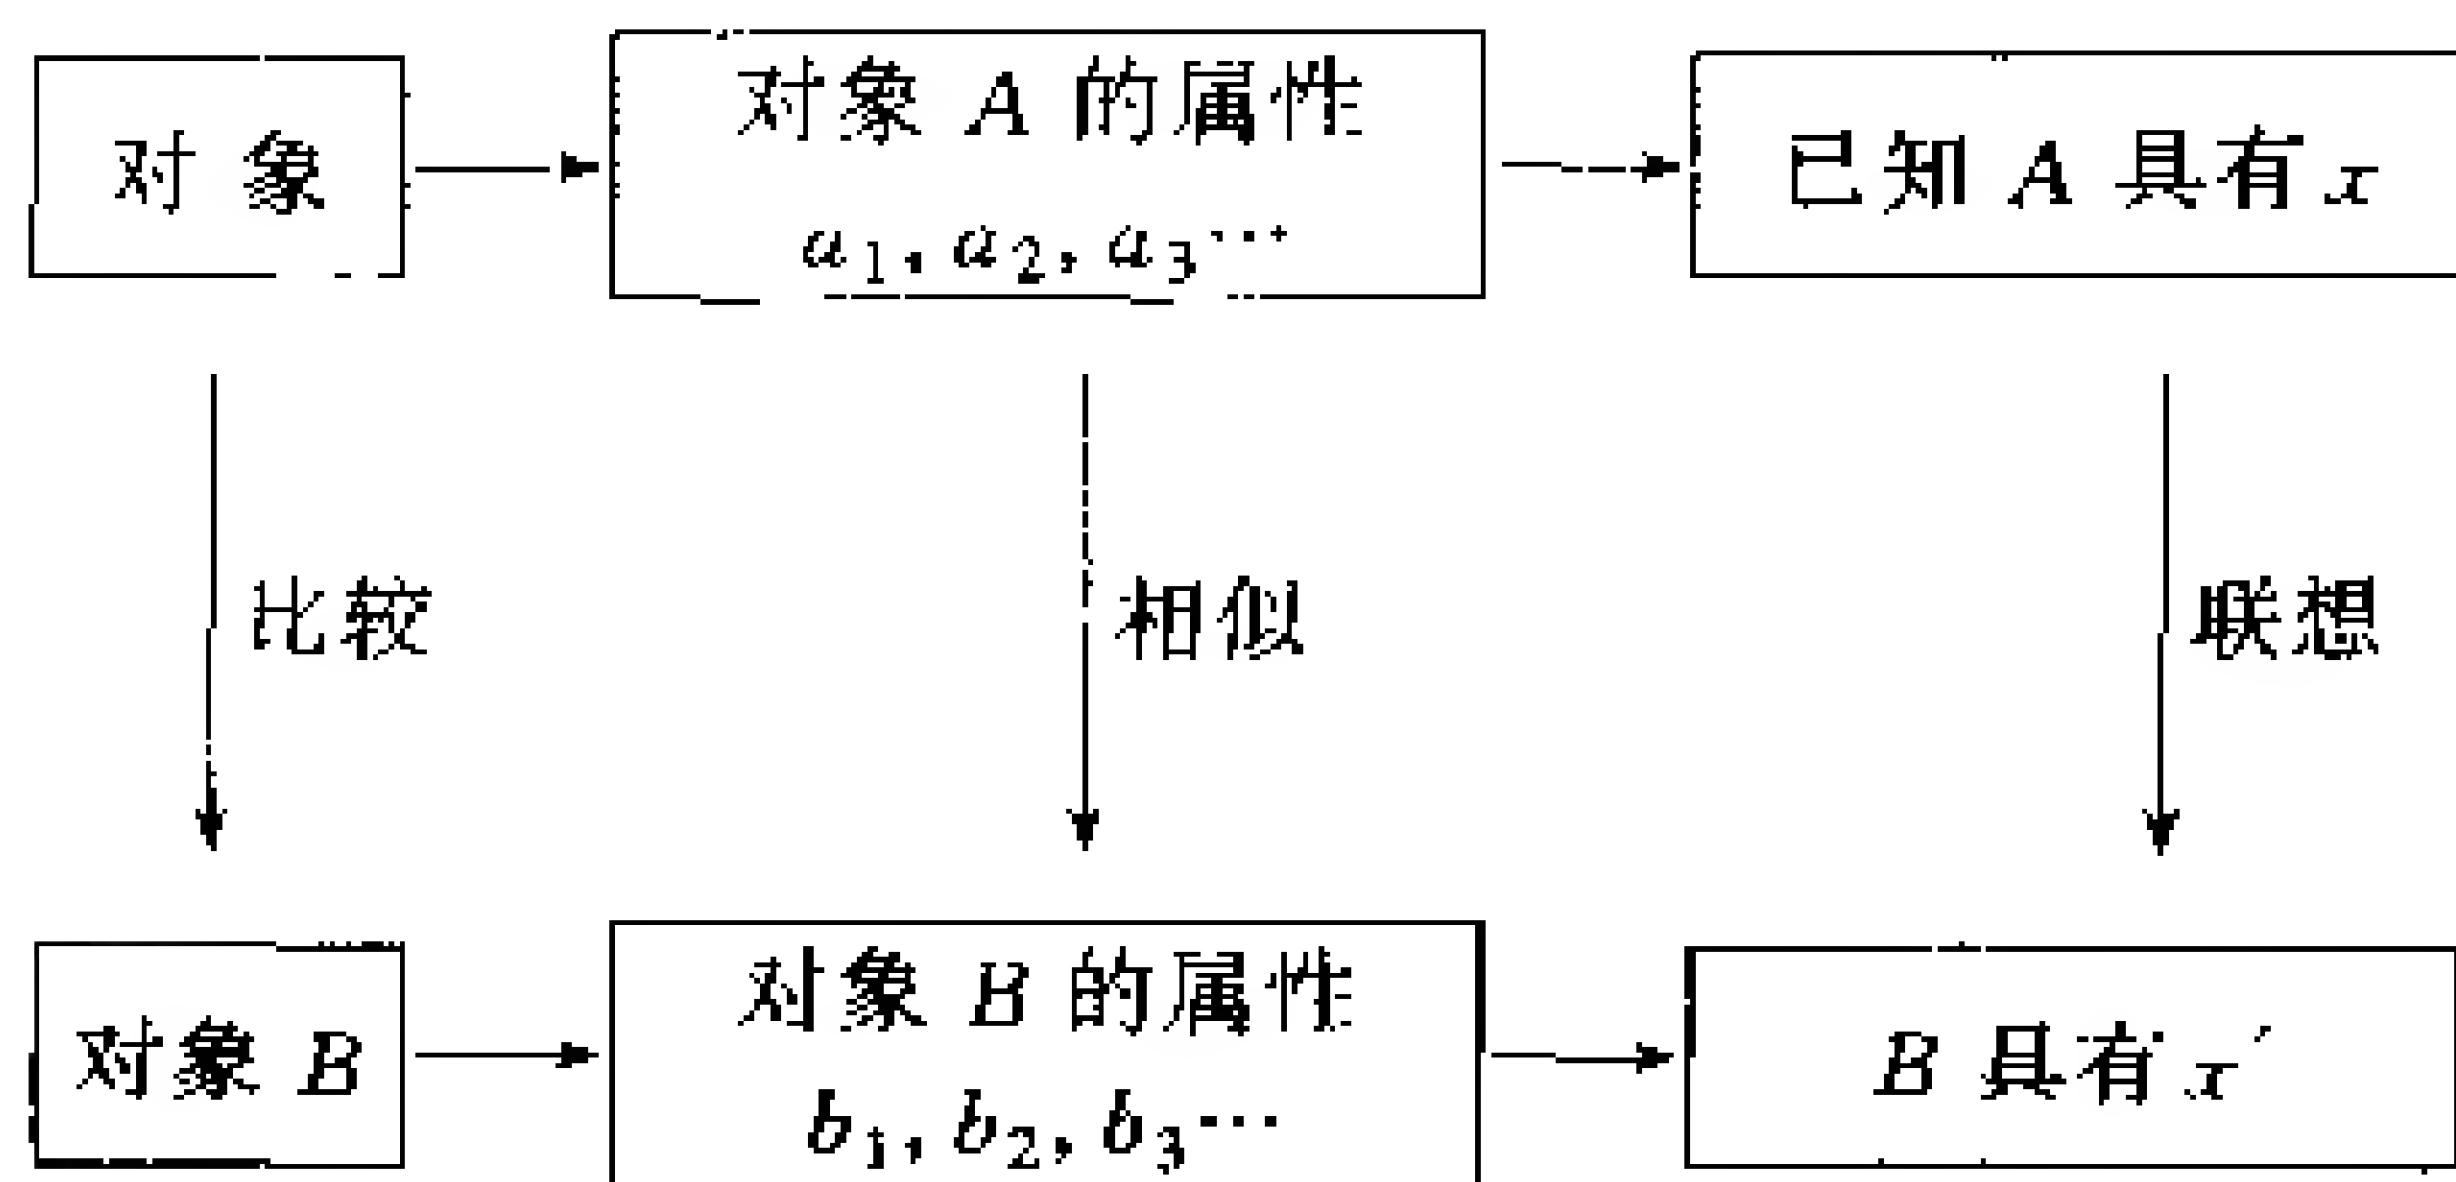 对象
对象 A 的属性
a₁, a₂, a₃…
已知 A 具有 x
比较
相似
联想
对象 B
对象 B 的属性
b₁, b₂, b₃…
B 具有 x′